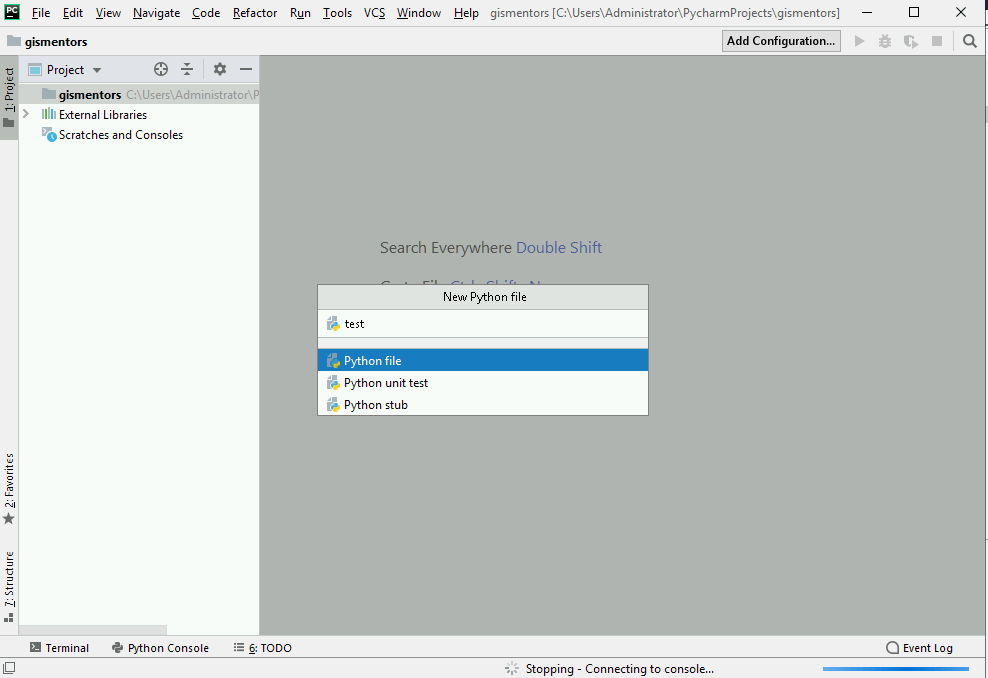 PC File Edit View Navigate Code Refactor Run Tools VCS Window Help gismentors [C:\Users\Administrator\PycharmProjects\gismentors]
gismentors Add Configuration...
1: Project
Project
gismentors C:\Users\Administrator\P
External Libraries
Scratches and Consoles
Search Everywhere Double Shift
New Python file
test
Python file
Python unit test
Python stub
2: Favorites
7: Structure
Terminal Python Console 6: TODO Event Log
Stopping - Connecting to console...